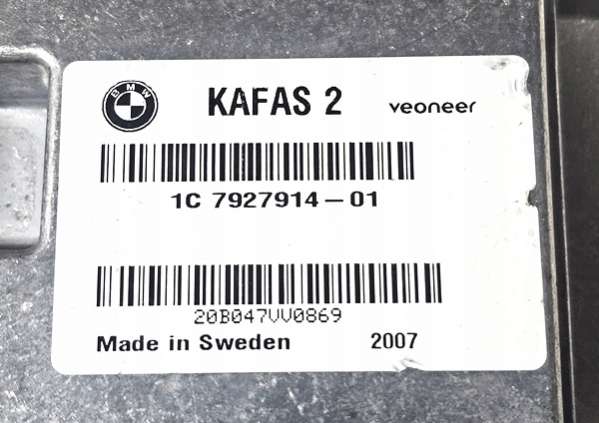 BMW KAFAS 2 veoneer
1C 7927914-01
20B047VV0869
Made in Sweden 2007